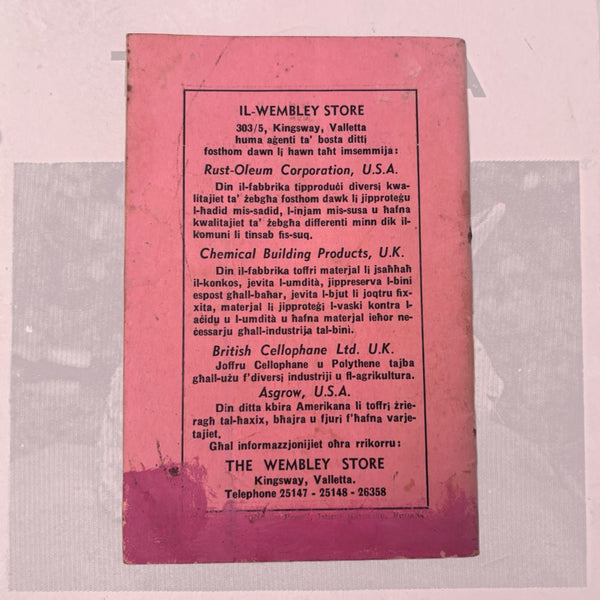 IL-WEMBLEY STORE
303/5, Kingsway, Valletta
huma aġenti ta' bosta ditti
fosthom dawn li hawn taħt imsemmija:
Rust-Oleum Corporation, U.S.A.
Din il-fabbrika tipproduċi diversi kwa-
litajiet ta' żebgħa fosthom dawk li jipproteġu
l-ħadid mis-sadid, l-injam mis-susa u ħafna
kwalitajiet ta' żebgħa differenti minn dik il-
komuni li tinsab fis-suq.
Chemical Building Products, U.K.
Din il-fabbrika toffri materjal li jsaħħaħ
il-konkos, jevita l-umdità, jippreserva l-bini
espost għall-baħar, jevita l-bjut li joqtru fix-
xita, materjal li jipproteġi l-vaski kontra l-
aċidu u l-umdità u ħafna materjal ieħor ne-
ċessarju għall-industrija tal-bini.
British Cellophane Ltd. U.K.
Joffru Cellophane u Polythene tajba
għall-użu f'diversi industriji u fl-agrikultura.
Asgrow, U.S.A.
Din ditta kbira Amerikana li toffri żrie-
ragħ tal-ħaxix, bħajra u fjuri f'ħafna varje-
tajiet.
Għal informazzjonijiet oħra rrikorru:
THE WEMBLEY STORE
Kingsway, Valletta.
Telephone 25147 - 25148 - 26358